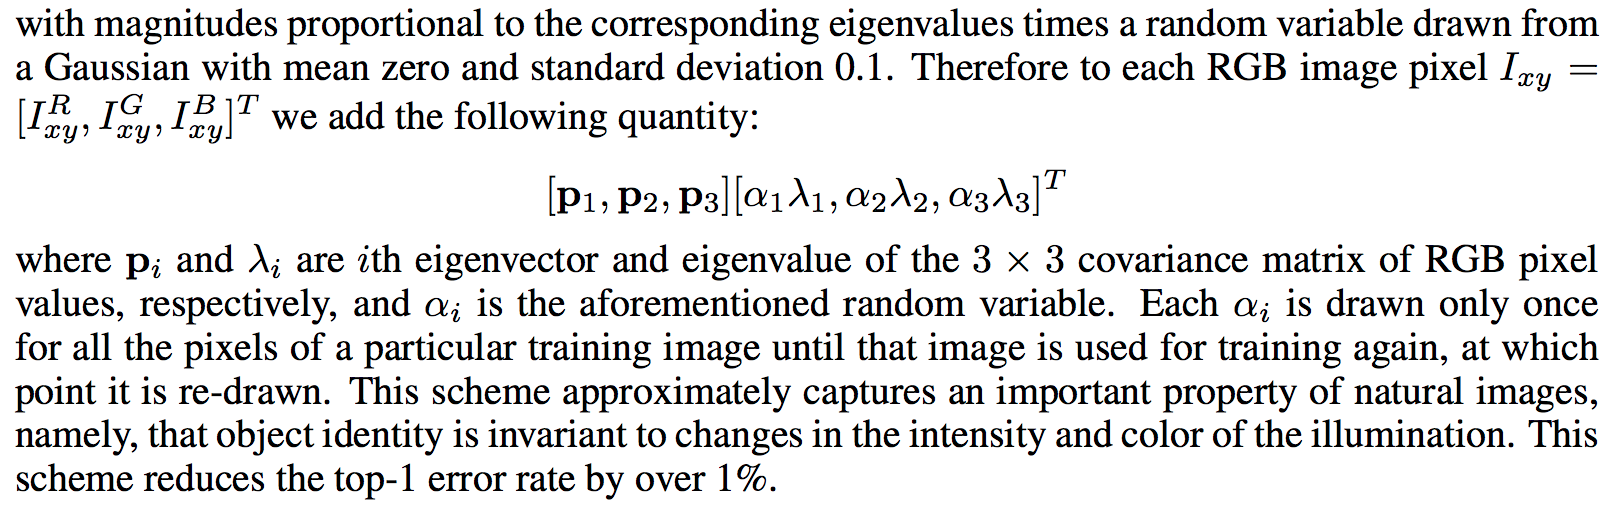 with magnitudes proportional to the corresponding eigenvalues times a random variable drawn from
a Gaussian with mean zero and standard deviation 0.1. Therefore to each RGB image pixel $I_{xy} =$
$[I_{xy}^R, I_{xy}^G, I_{xy}^B]^T$ we add the following quantity:
$[\mathbf{p}_1, \mathbf{p}_2, \mathbf{p}_3][\alpha_1\lambda_1, \alpha_2\lambda_2, \alpha_3\lambda_3]^T$
where $\mathbf{p}_i$ and $\lambda_i$ are $i$th eigenvector and eigenvalue of the $3 \times 3$ covariance matrix of RGB pixel
values, respectively, and $\alpha_i$ is the aforementioned random variable. Each $\alpha_i$ is drawn only once
for all the pixels of a particular training image until that image is used for training again, at which
point it is re-drawn. This scheme approximately captures an important property of natural images,
namely, that object identity is invariant to changes in the intensity and color of the illumination. This
scheme reduces the top-1 error rate by over 1%.